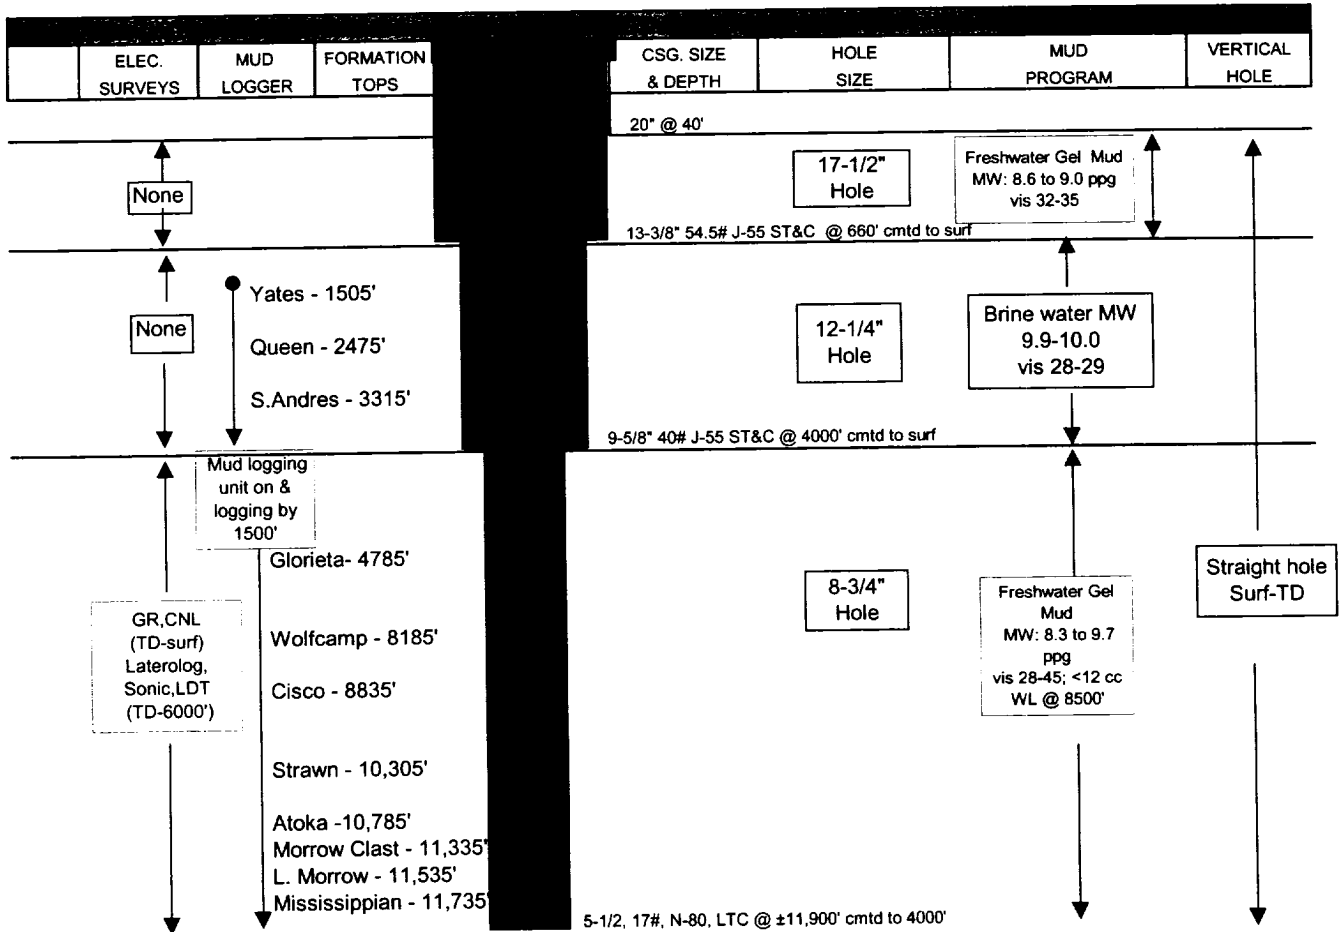 ELEC.
SURVEYS
MUD
LOGGER
FORMATION
TOPS
CSG. SIZE
& DEPTH
HOLE
SIZE
MUD
PROGRAM
VERTICAL
HOLE
20" @ 40'
None
17-1/2"
Hole
Freshwater Gel Mud
MW: 8.6 to 9.0 ppg
vis 32-35
13-3/8" 54.5# J-55 ST&C @ 660' cmtd to surf
None
Yates - 1505'
Queen - 2475'
S.Andres - 3315'
12-1/4"
Hole
Brine water MW
9.9-10.0
vis 28-29
9-5/8" 40# J-55 ST&C @ 4000' cmtd to surf
Mud logging
unit on &
logging by
1500'
Glorieta- 4785'
Wolfcamp - 8185'
Cisco - 8835'
Strawn - 10,305'
Atoka -10,785'
Morrow Clast - 11,335'
L. Morrow - 11,535'
Mississippian - 11,735'
GR,CNL
(TD-surf)
Laterolog,
Sonic,LDT
(TD-6000')
8-3/4"
Hole
Freshwater Gel
Mud
MW: 8.3 to 9.7
ppg
vis 28-45; <12 cc
WL @ 8500'
Straight hole
Surf-TD
5-1/2, 17#, N-80, LTC @ ±11,900' cmtd to 4000'